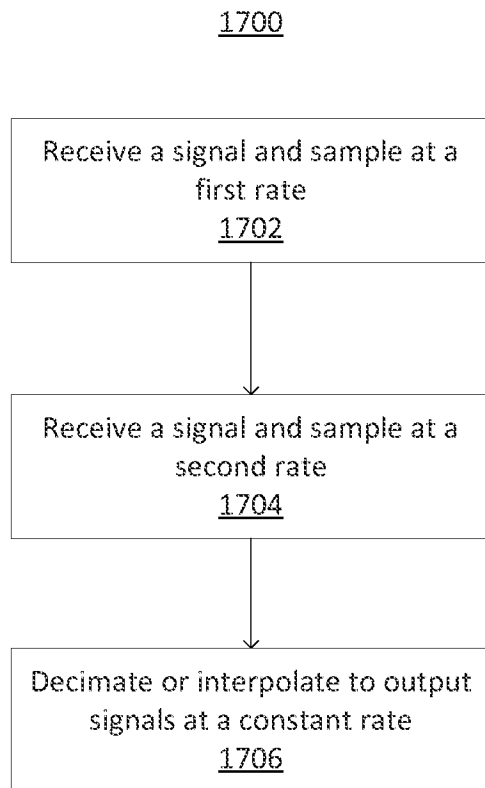 1700
Receive a signal and sample at a
first rate
1702
Receive a signal and sample at a
second rate
1704
Decimate or interpolate to output
signals at a constant rate
1706